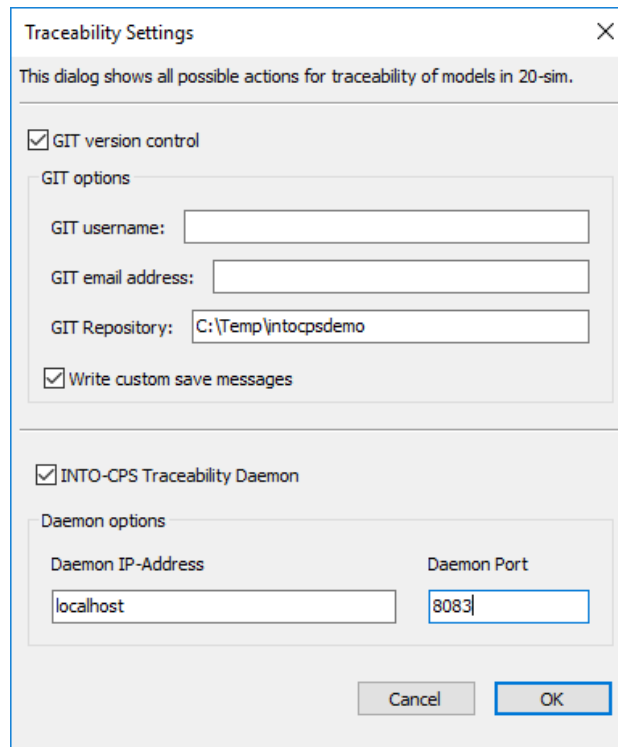 Traceability Settings
This dialog shows all possible actions for traceability of models in 20-sim.
GIT version control
GIT options
GIT username:
GIT email address:
GIT Repository: C:\Temp\intocpsdemo
Write custom save messages
INTO-CPS Traceability Daemon
Daemon options
Daemon IP-Address Daemon Port
localhost 8083
Cancel OK